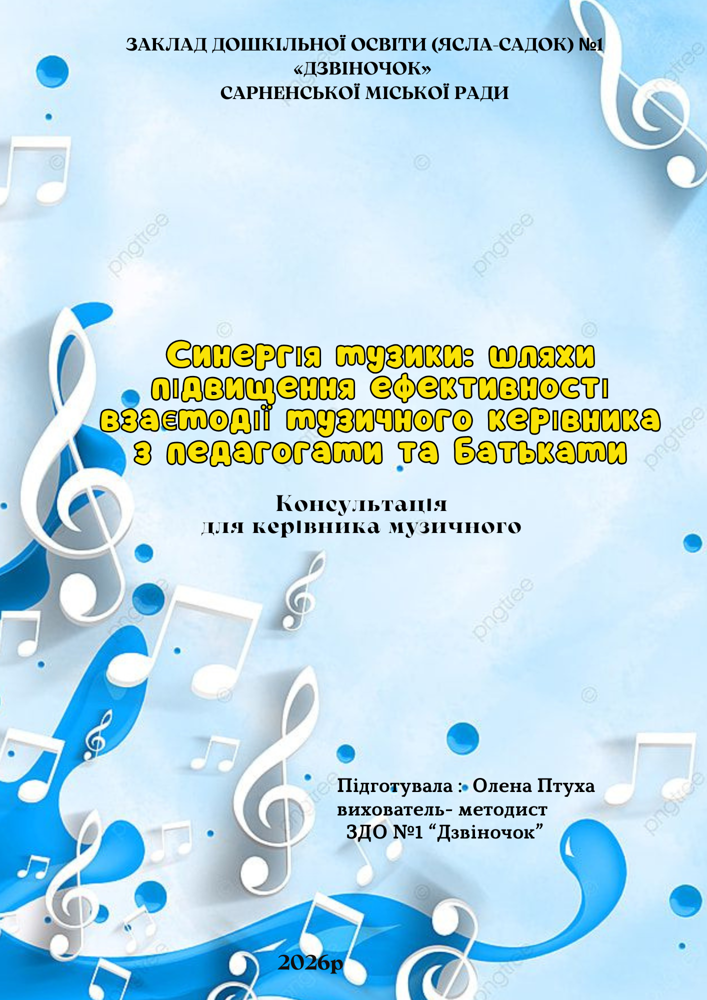 ЗАКЛАД ДОШКІЛЬНОЇ ОСВІТИ (ЯСЛА-САДОК) №1
«ДЗВІНОЧОК»
САРНЕНСЬКОЇ МІСЬКОЇ РАДИ
Синергія музики: шляхи
підвищення ефективності
взаємодії музичного керівника
з педагогами та батьками
Консультація
для керівника музичного
Підготувала : Олена Птуха
вихователь- методист
ЗДО №1 “Дзвіночок”
2026р